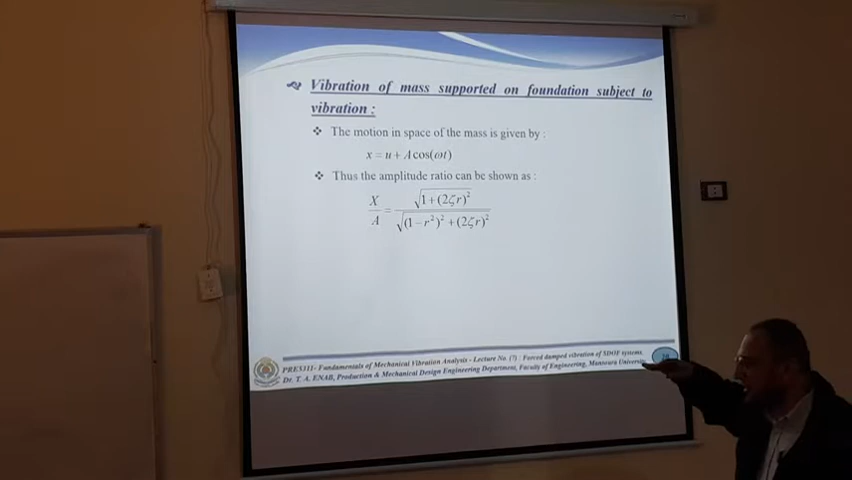 Vibration of mass supported on foundation subject to
vibration :
❖ The motion in space of the mass is given by :
x = u + A cos(ωt)
❖ Thus the amplitude ratio can be shown as :
X/A = √(1+(2ζr)²) / √((1−r²)²+(2ζr)²)
PRE5311- Fundamentals of Mechanical Vibration Analysis - Lecture No. (7) : Forced damped vibration of SDOF systems.
Dr. T. A. ENAB, Production & Mechanical Design Engineering Department, Faculty of Engineering, Mansoura University